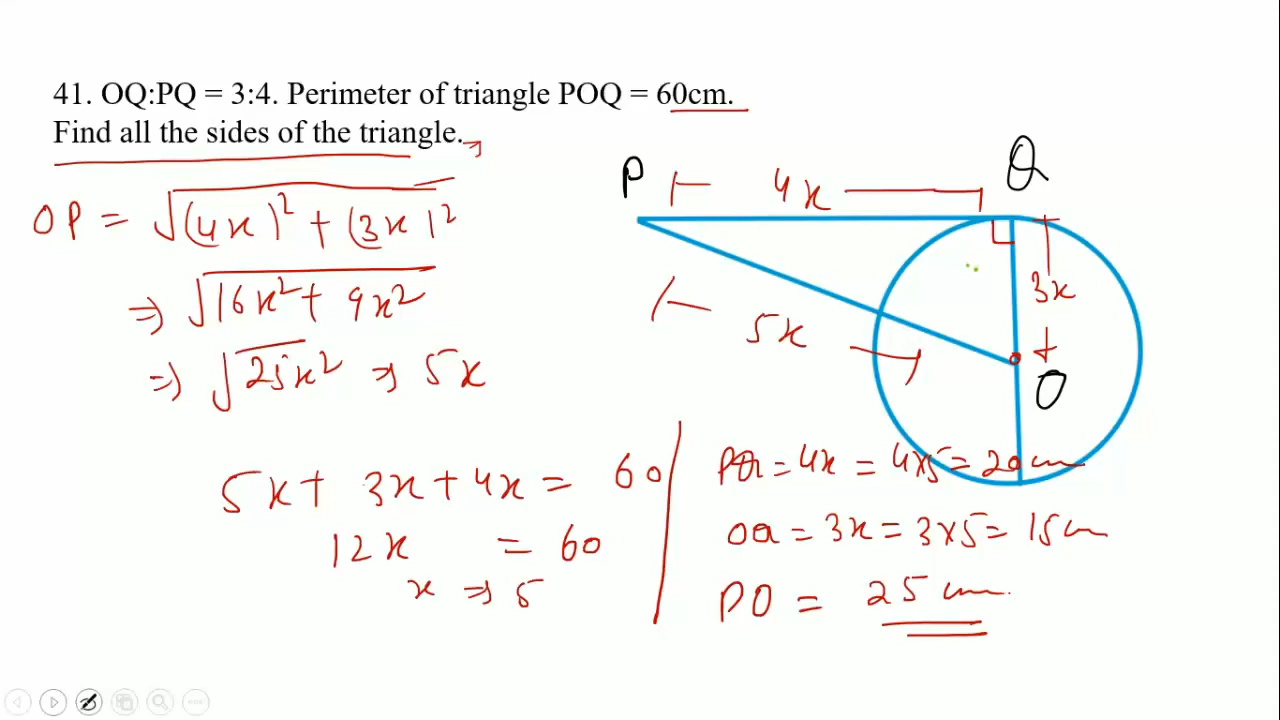 41. OQ:PQ = 3:4. Perimeter of triangle POQ = 60cm.
Find all the sides of the triangle.
OP = √(4x)² + (3x)²
⇒ √16x² + 9x²
⇒ √25x² ⇒ 5x
5x + 3x + 4x = 60
12x = 60
x ⇒ 5
PQ = 4x = 4x5 = 20 cm
OQ = 3x = 3x5 = 15 cm
PO = 25 cm.
P
4x
Q
3x
5x
O